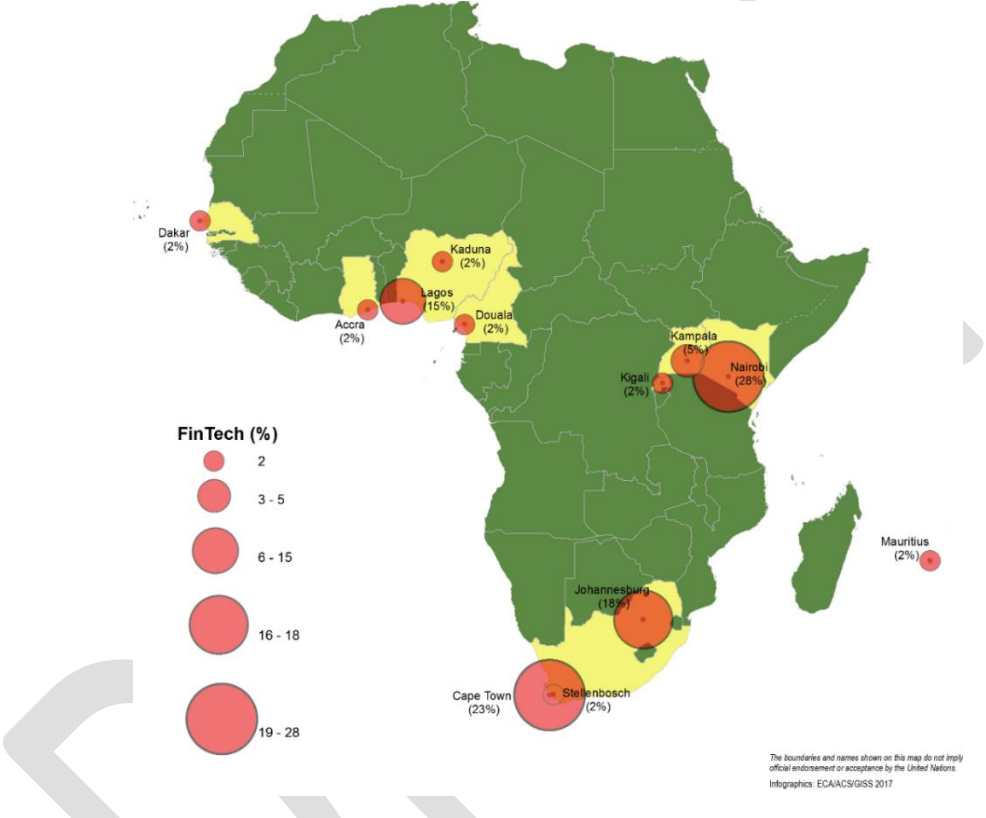 Dakar
(2%)
Kaduna
(2%)
Lagos
(15%)
Accra
(2%)
Douala
(2%)
Kampala
(5%)
Nairobi
(28%)
Kigali
(2%)
FinTech (%)
2
3 - 5
6 - 15
16 - 18
19 - 28
Mauritius
(2%)
Johannesburg
(18%)
Cape Town
(23%)
Stellenbosch
(2%)
The boundaries and names shown on this map do not imply
official endorsement or acceptance by the United Nations.
Infographics: ECA/ACS/GISS 2017